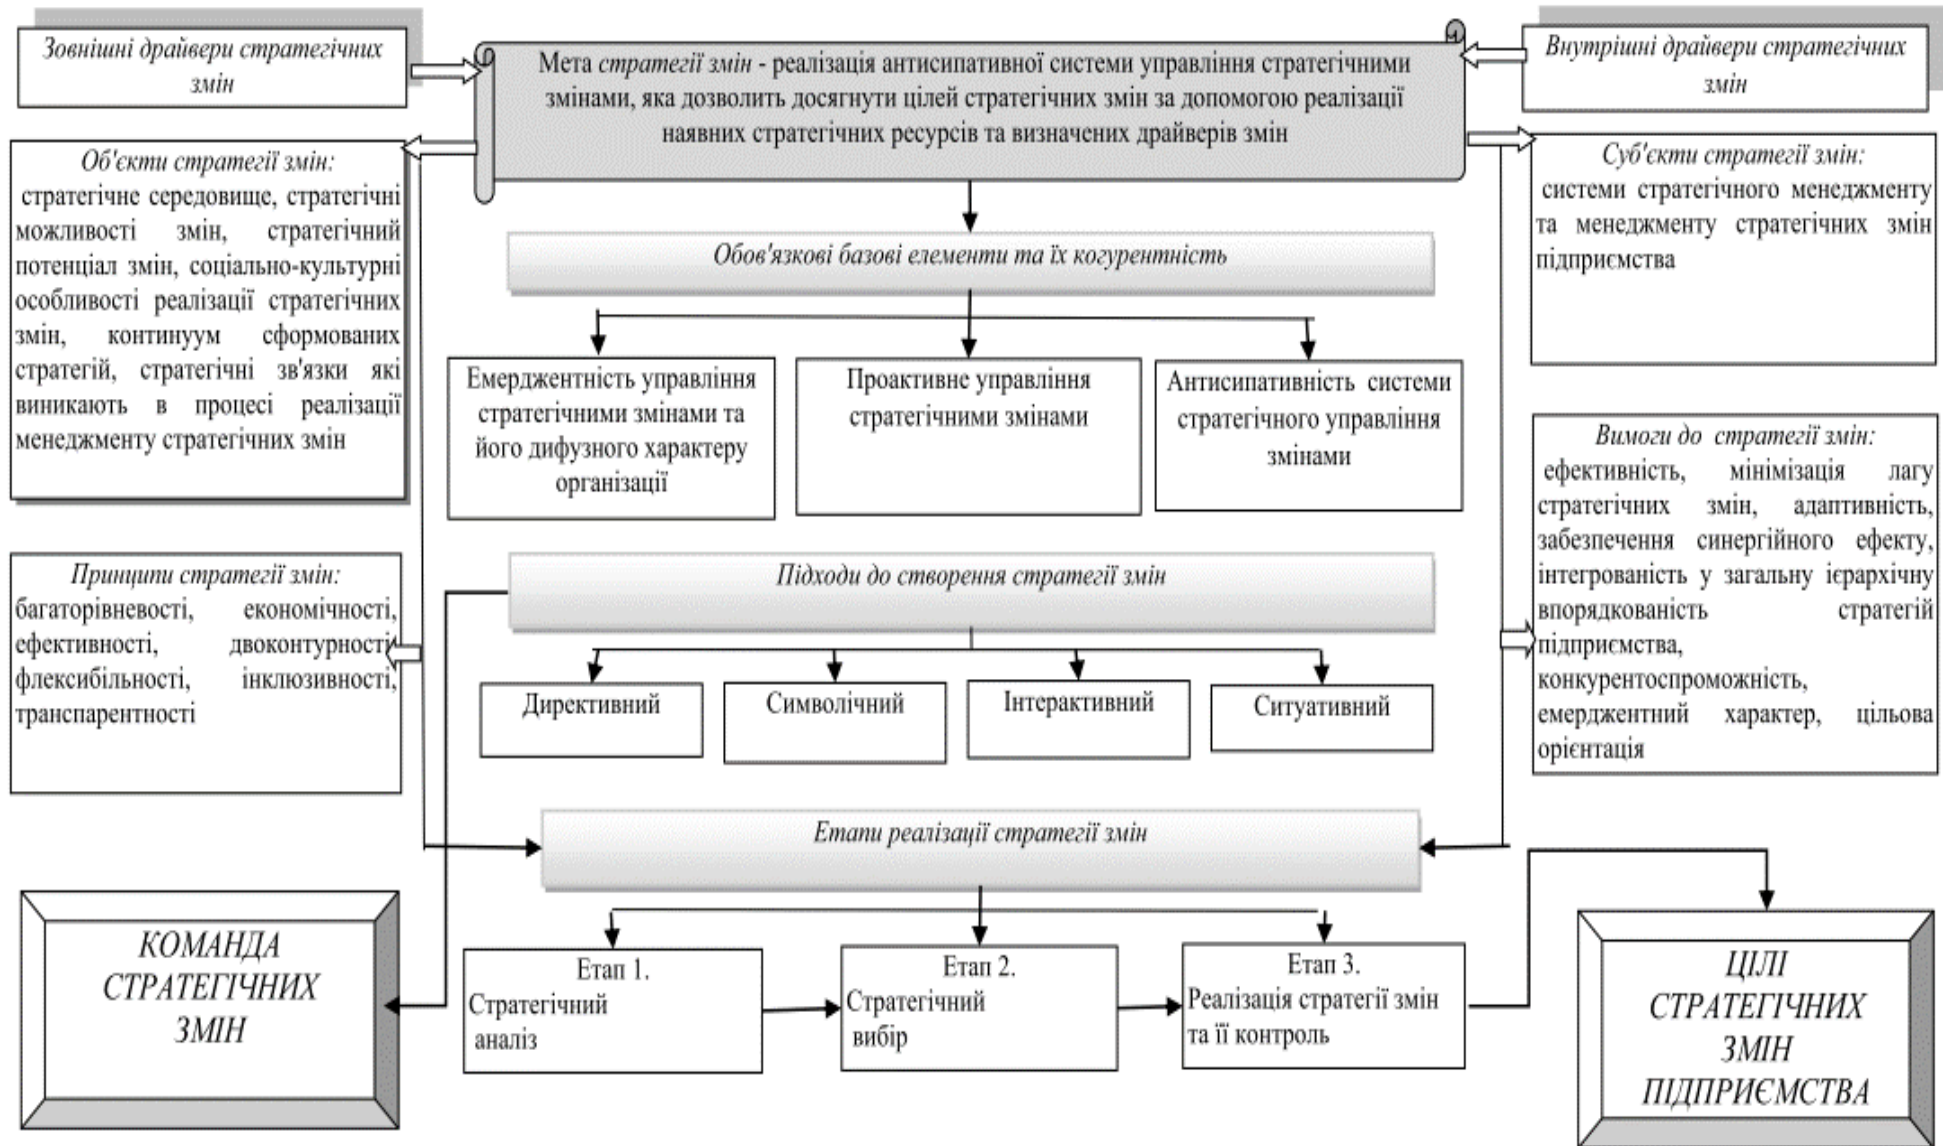 Зовнішні драйвери стратегічних
змін
Мета стратегії змін - реалізація антисипативної системи управління стратегічними
змінами, яка дозволить досягнути цілей стратегічних змін за допомогою реалізації
наявних стратегічних ресурсів та визначених драйверів змін
Внутрішні драйвери стратегічних
змін
Об'єкти стратегії змін:
стратегічне середовище, стратегічні
можливості змін, стратегічний
потенціал змін, соціально-культурні
особливості реалізації стратегічних
змін, континуум сформованих
стратегій, стратегічні зв'язки які
виникають в процесі реалізації
менеджменту стратегічних змін
Суб'єкти стратегії змін:
системи стратегічного менеджменту
та менеджменту стратегічних змін
підприємства
Обов'язкові базові елементи та їх когурентність
Емерджентність управління
стратегічними змінами та
його дифузного характеру
організації
Проактивне управління
стратегічними змінами
Антисипативність системи
стратегічного управління
змінами
Вимоги до стратегії змін:
ефективність, мінімізація лагу
стратегічних змін, адаптивність,
забезпечення синергійного ефекту,
інтегрованість у загальну ієрархічну
впорядкованість стратегій
підприємства,
конкурентоспроможність,
емерджентний характер, цільова
орієнтація
Принципи стратегії змін:
багаторівневості, економічності,
ефективності, двоконтурності
флексибільності, інклюзивності,
транспарентності
Підходи до створення стратегії змін
Директивний
Символічний
Інтерактивний
Ситуативний
Етапи реалізації стратегії змін
Етап 1.
Стратегічний
аналіз
Етап 2.
Стратегічний
вибір
Етап 3.
Реалізація стратегії змін
та її контроль
КОМАНДА
СТРАТЕГІЧНИХ
ЗМІН
ЦІЛІ
СТРАТЕГІЧНИХ
ЗМІН
ПІДПРИЄМСТВА